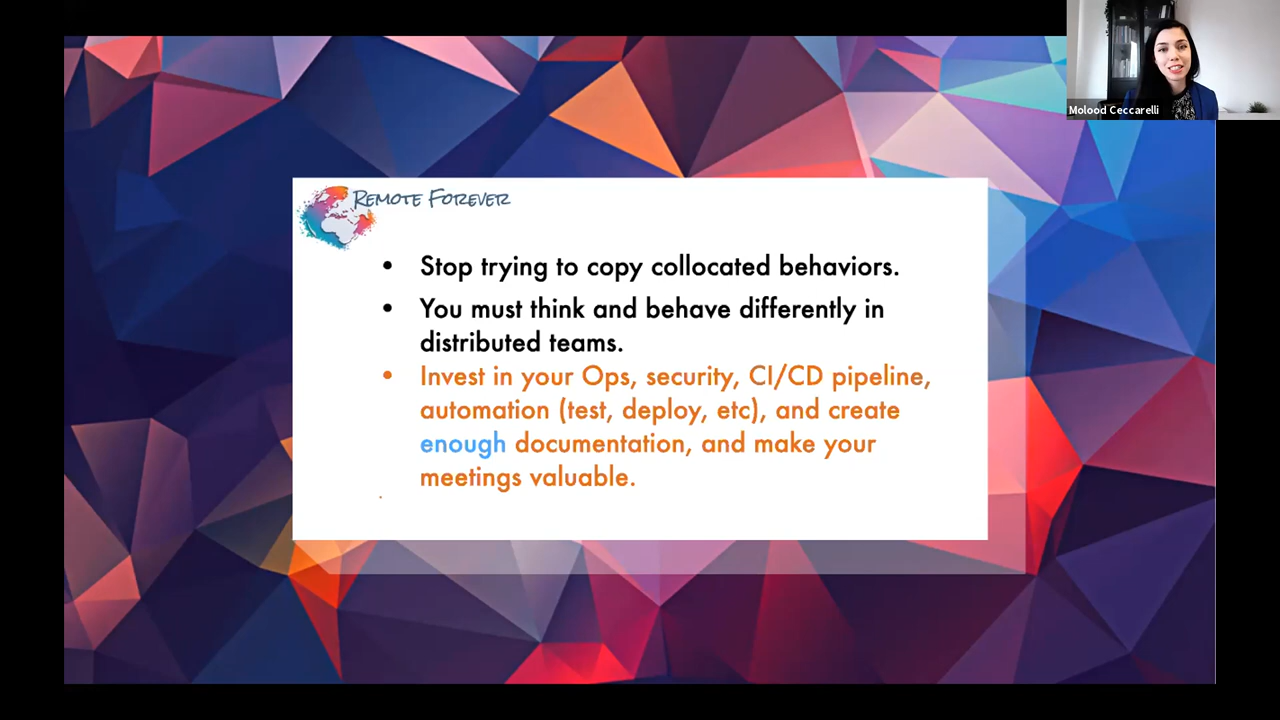 Molood Ceccarelli
Remote Forever
• Stop trying to copy collocated behaviors.
• You must think and behave differently in
distributed teams.
• Invest in your Ops, security, CI/CD pipeline,
automation (test, deploy, etc), and create
enough documentation, and make your
meetings valuable.